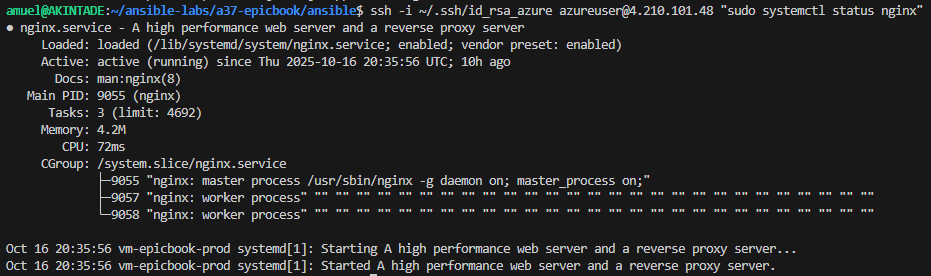 amuel@AKINTADE:~/ansible-labs/a37-epicbook/ansible$ ssh -i ~/.ssh/id_rsa_azure azureuser@4.210.101.48 "sudo systemctl status nginx"
● nginx.service - A high performance web server and a reverse proxy server
Loaded: loaded (/lib/systemd/system/nginx.service; enabled; vendor preset: enabled)
Active: active (running) since Thu 2025-10-16 20:35:56 UTC; 10h ago
Docs: man:nginx(8)
Main PID: 9055 (nginx)
Tasks: 3 (limit: 4692)
Memory: 4.2M
CPU: 72ms
CGroup: /system.slice/nginx.service
├─9055 "nginx: master process /usr/sbin/nginx -g daemon on; master_process on;"
├─9057 "nginx: worker process" "" "" "" "" "" "" "" "" "" "" "" "" "" "" "" "" "" "" "" "" "" "" "" "" "" "" ""
└─9058 "nginx: worker process" "" "" "" "" "" "" "" "" "" "" "" "" "" "" "" "" "" "" "" "" "" "" "" "" "" "" ""
Oct 16 20:35:56 vm-epicbook-prod systemd[1]: Starting A high performance web server and a reverse proxy server...
Oct 16 20:35:56 vm-epicbook-prod systemd[1]: Started A high performance web server and a reverse proxy server.